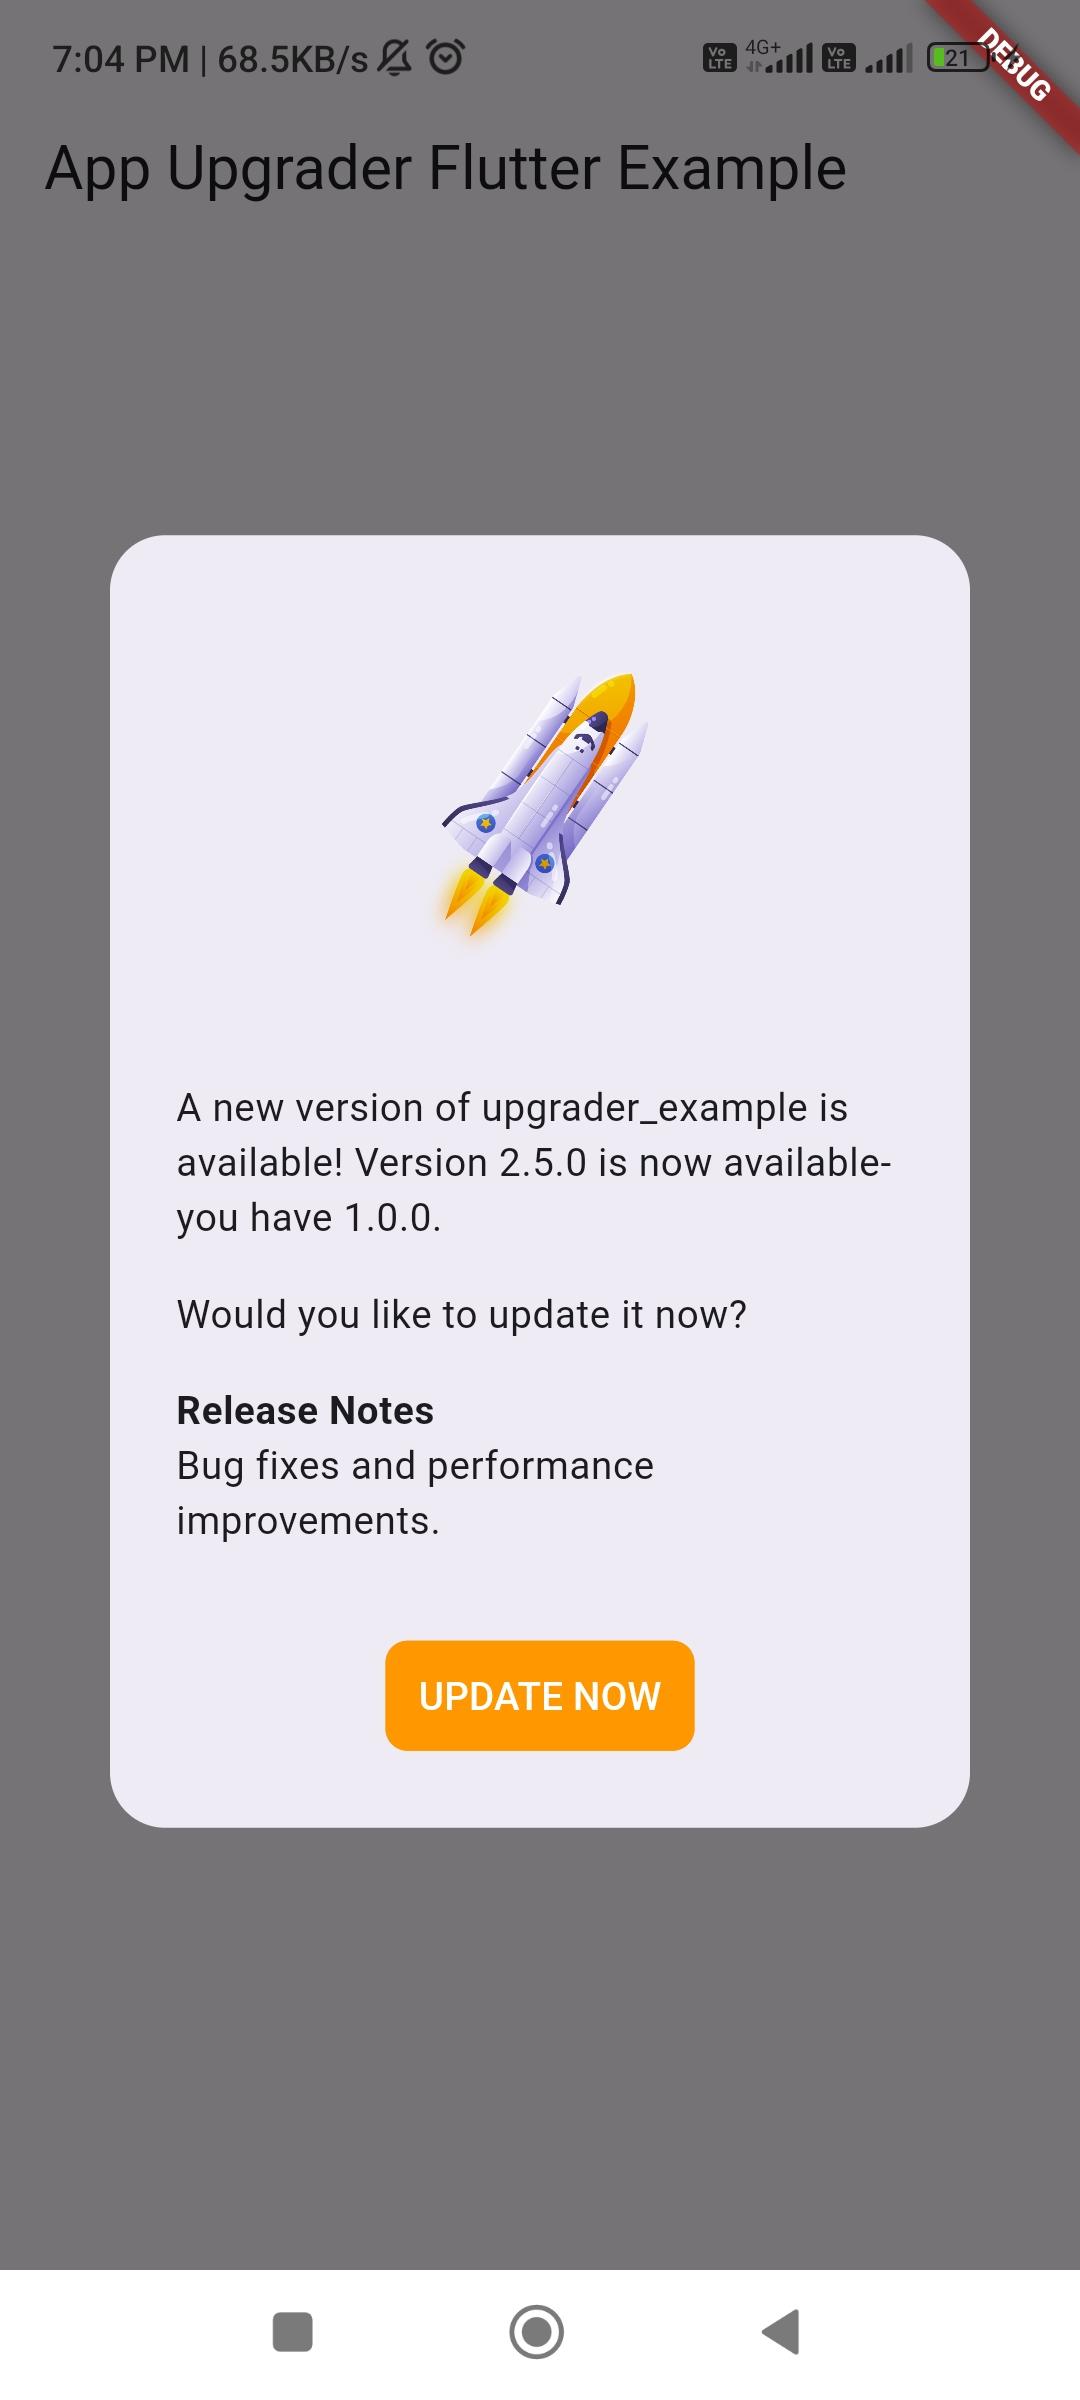 7:04 PM | 68.5KB/s Vo LTE 4G+ Vo LTE 21
DEBUG
App Upgrader Flutter Example
A new version of upgrader_example is
available! Version 2.5.0 is now available-
you have 1.0.0.
Would you like to update it now?
Release Notes
Bug fixes and performance
improvements.
UPDATE NOW